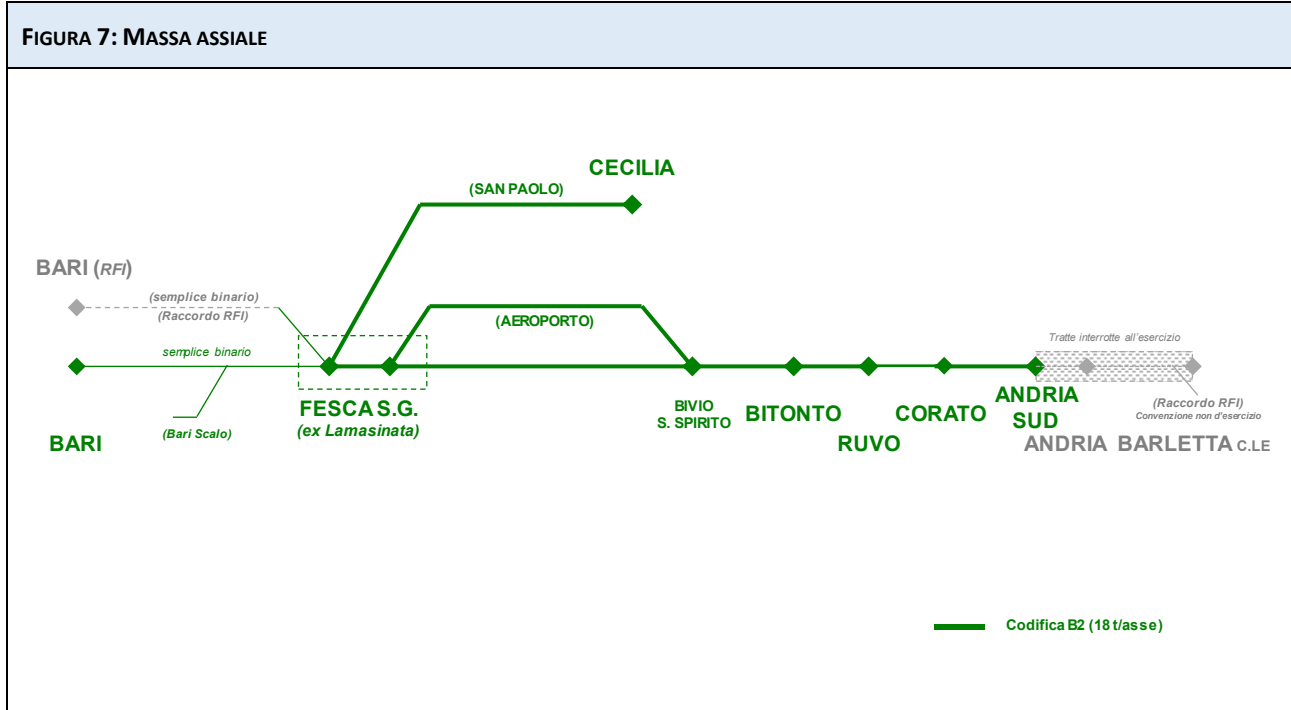 FIGURA 7: MASSA ASSIALE
CECILIA
(SAN PAOLO)
BARI (RFI)
(semplice binario)
(Raccordo RFI)
(AEROPORTO)
semplice binario
Tratte interrotte all'esercizio
FESCA S.G.
(ex Lamasinata)
(Bari Scalo)
BARI
BIVIO
S. SPIRITO
BITONTO
RUVO
CORATO
ANDRIA
SUD
(Raccordo RFI)
Convenzione non d'esercizio
ANDRIA
BARLETTA C.LE
Codifica B2 (18 t/asse)